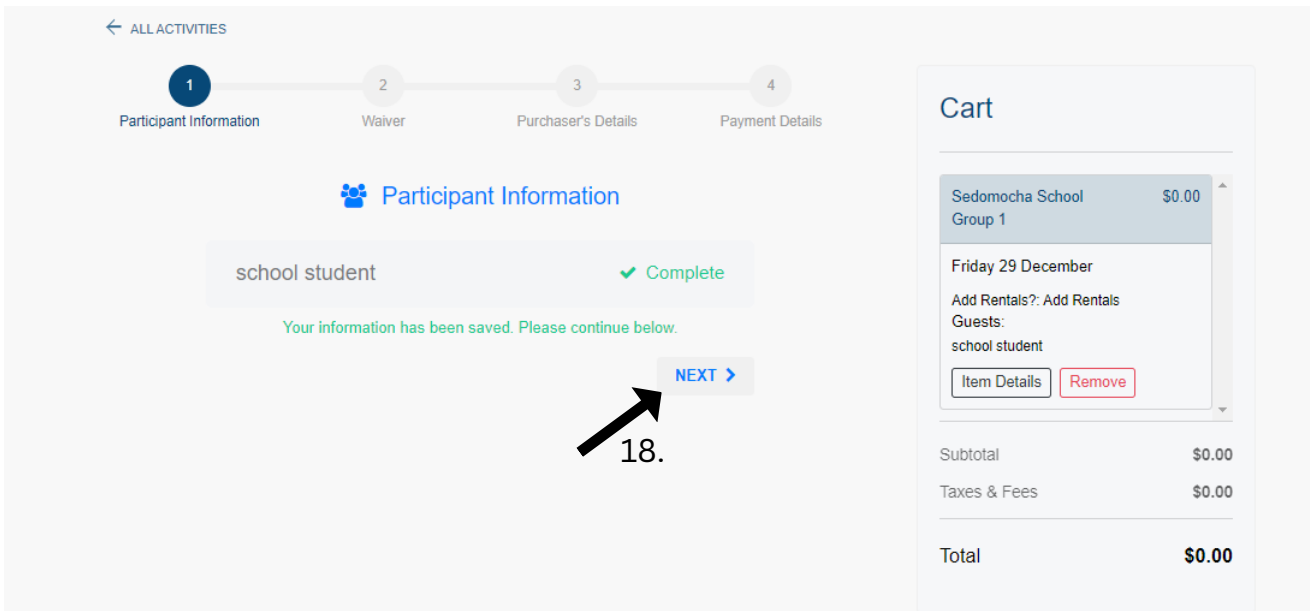 ← ALL ACTIVITIES
1 2 3 4
Participant Information Waiver Purchaser's Details Payment Details
Participant Information
school student Complete
Your information has been saved. Please continue below.
NEXT
18.
Cart
Sedomocha School $0.00
Group 1
Friday 29 December
Add Rentals?: Add Rentals
Guests:
school student
Item Details Remove
Subtotal $0.00
Taxes & Fees $0.00
Total $0.00